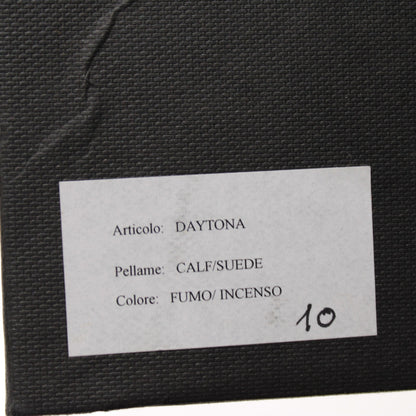 Articolo: DAYTONA
Pellame: CALF/SUEDE
Colore: FUMO/ INCENSO
10